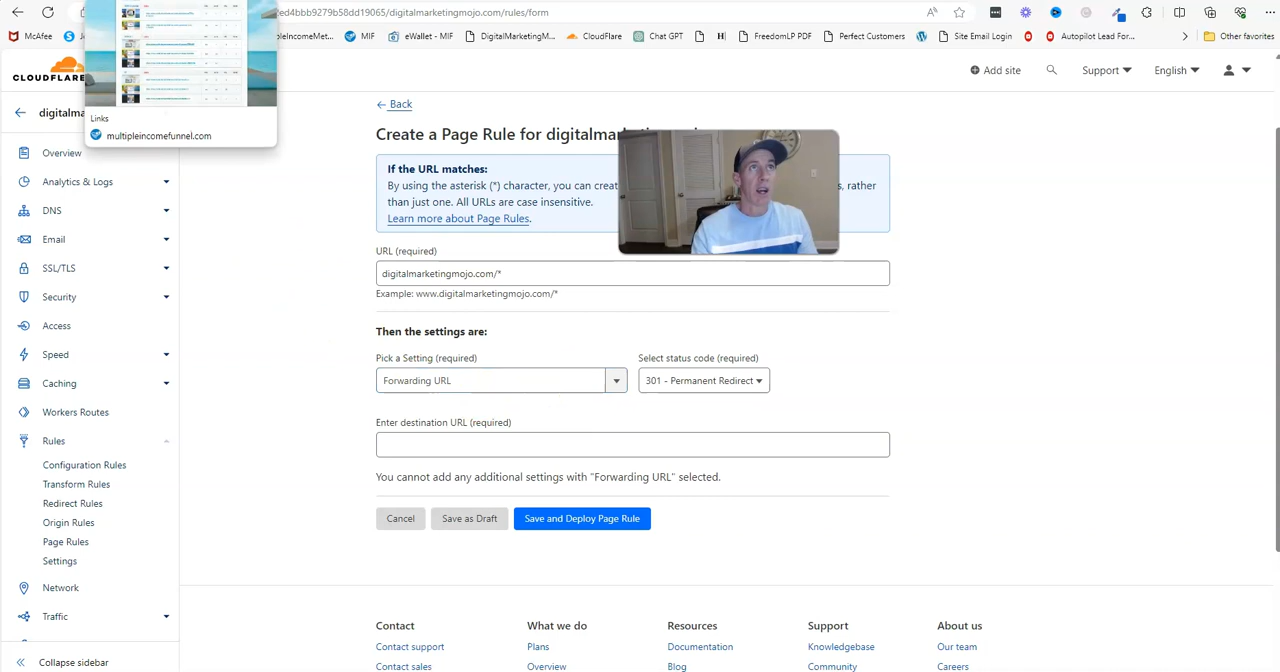 ed4bbb9279b58dd19065/digitalmarketingmojo.com/rules/form
McAfee
eWallet - MIF
MIF
DigitalMarketingM...
CloudFlare
Chat GPT
FreedomLP PDF
Perfect Customers
Site Email Login
Autopilot Lead For...
Other favorites
CLOUDFLARE
Add site
Support
English
digitalma
Links
multipleincomefunnel.com
Overview
Analytics & Logs
DNS
Email
SSL/TLS
Security
Access
Speed
Caching
Workers Routes
Rules
Configuration Rules
Transform Rules
Redirect Rules
Origin Rules
Page Rules
Settings
Network
Traffic
Collapse sidebar
Back
Create a Page Rule for digitalmarketingmojo.com
If the URL matches:
By using the asterisk (*) character, you can creat s, rather
than just one. All URLs are case insensitive.
Learn more about Page Rules.
URL (required)
digitalmarketingmojo.com/*
Example: www.digitalmarketingmojo.com/*
Then the settings are:
Pick a Setting (required)
Select status code (required)
Forwarding URL
301 - Permanent Redirect
Enter destination URL (required)
You cannot add any additional settings with "Forwarding URL" selected.
Cancel
Save as Draft
Save and Deploy Page Rule
Contact
What we do
Resources
Support
About us
Contact support
Plans
Documentation
Knowledgebase
Our team
Contact sales
Overview
Blog
Community
Careers